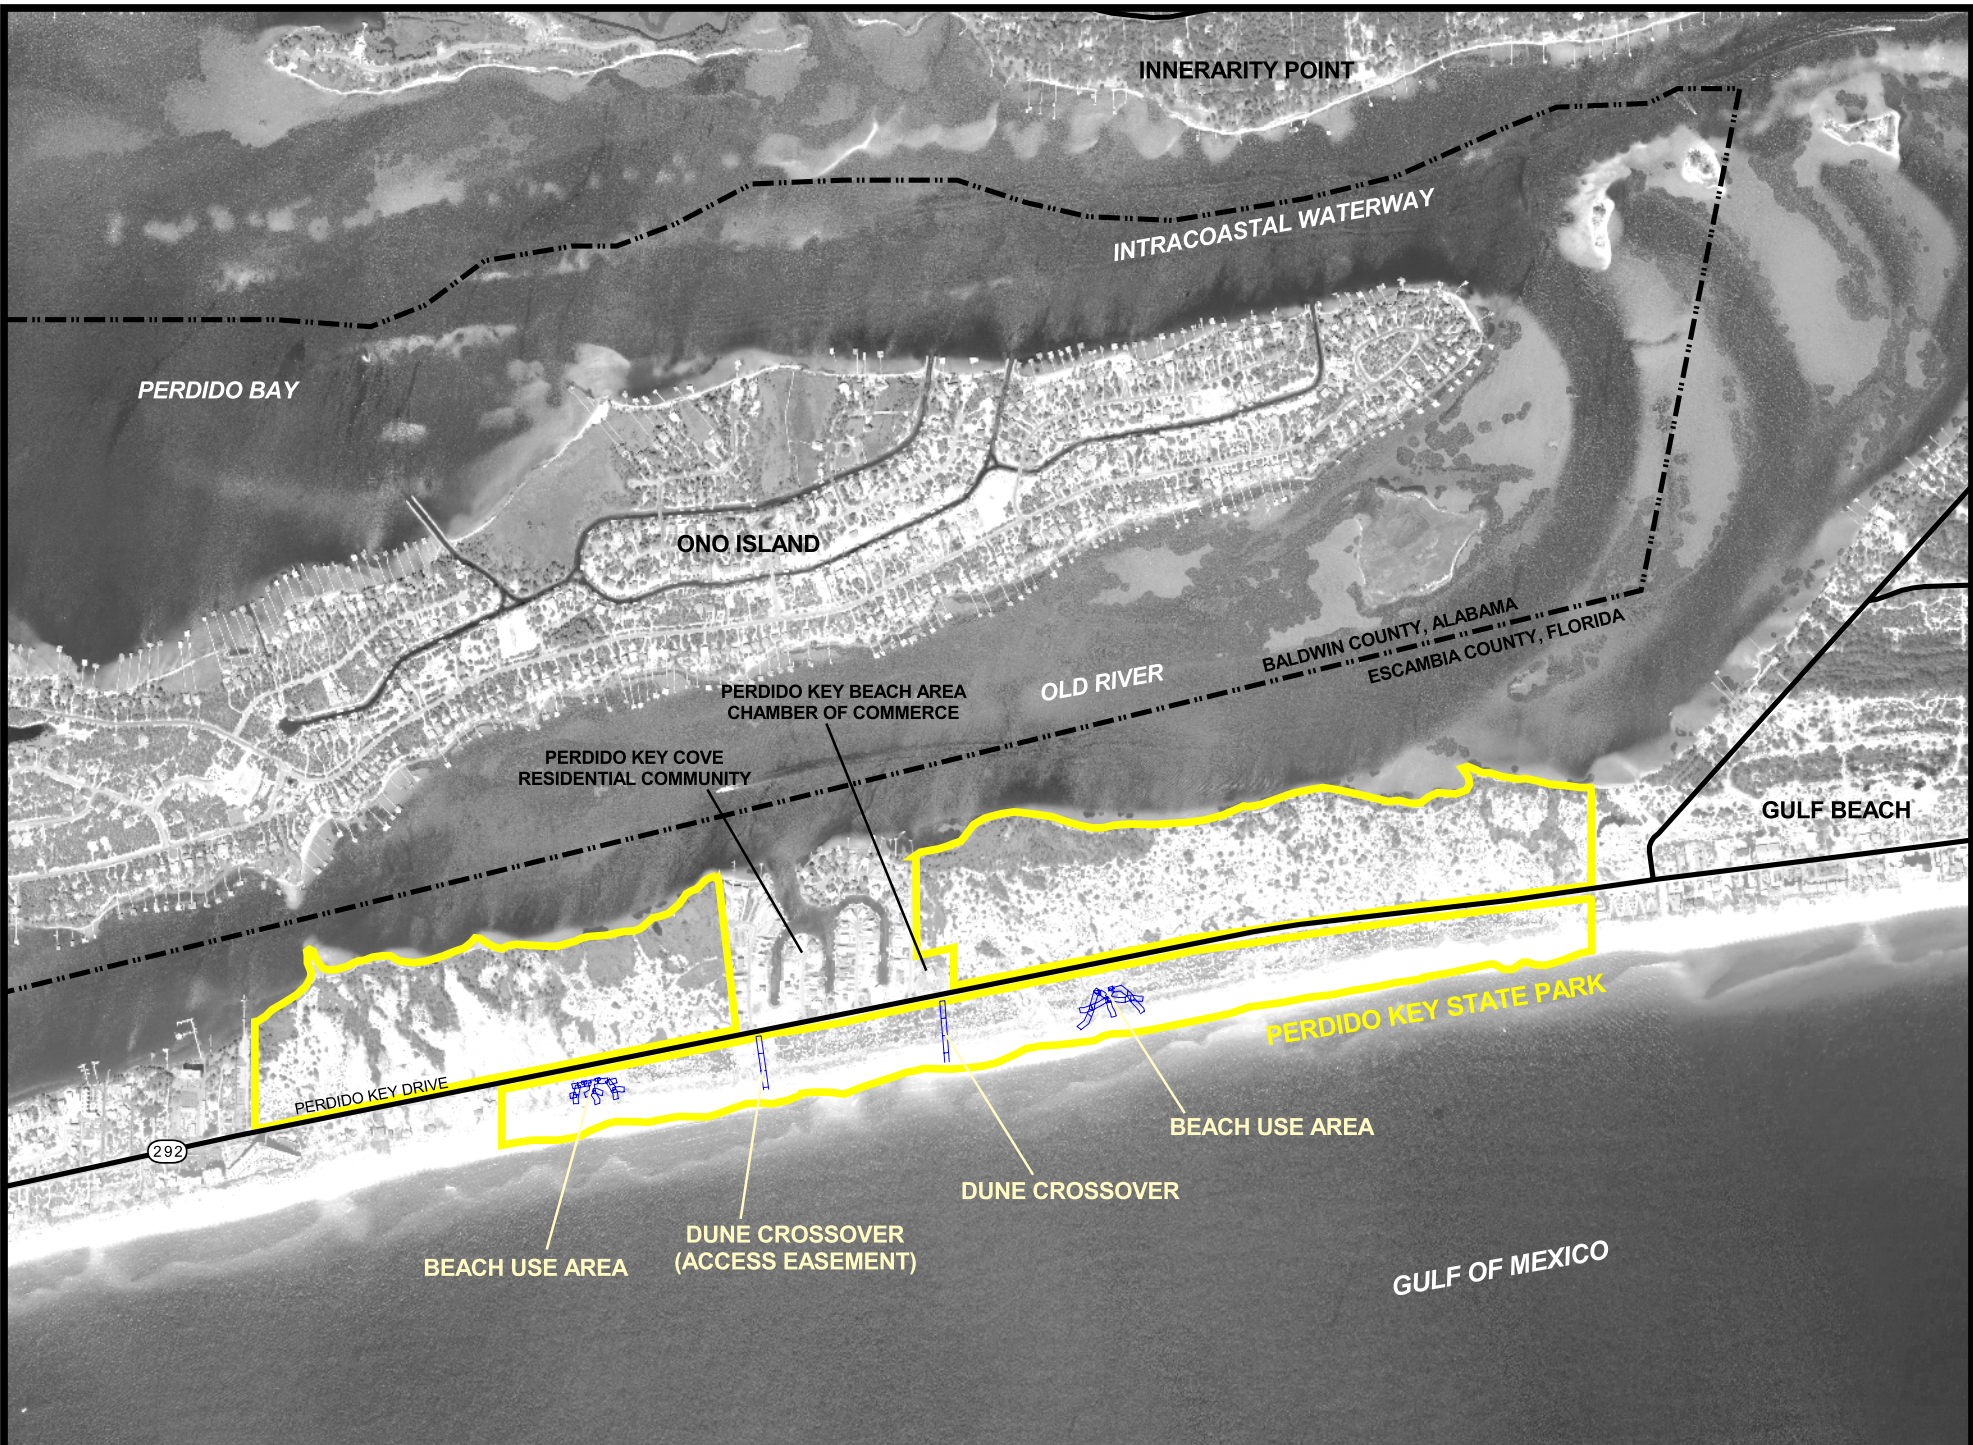 INNERARITY POINT
INTRACOASTAL WATERWAY
PERDIDO BAY
ONO ISLAND
BALDWIN COUNTY, ALABAMA
ESCAMBIA COUNTY, FLORIDA
OLD RIVER
PERDIDO KEY BEACH AREA
CHAMBER OF COMMERCE
PERDIDO KEY COVE
RESIDENTIAL COMMUNITY
GULF BEACH
PERDIDO KEY STATE PARK
PERDIDO KEY DRIVE
292
BEACH USE AREA
DUNE CROSSOVER
DUNE CROSSOVER
(ACCESS EASEMENT)
BEACH USE AREA
GULF OF MEXICO